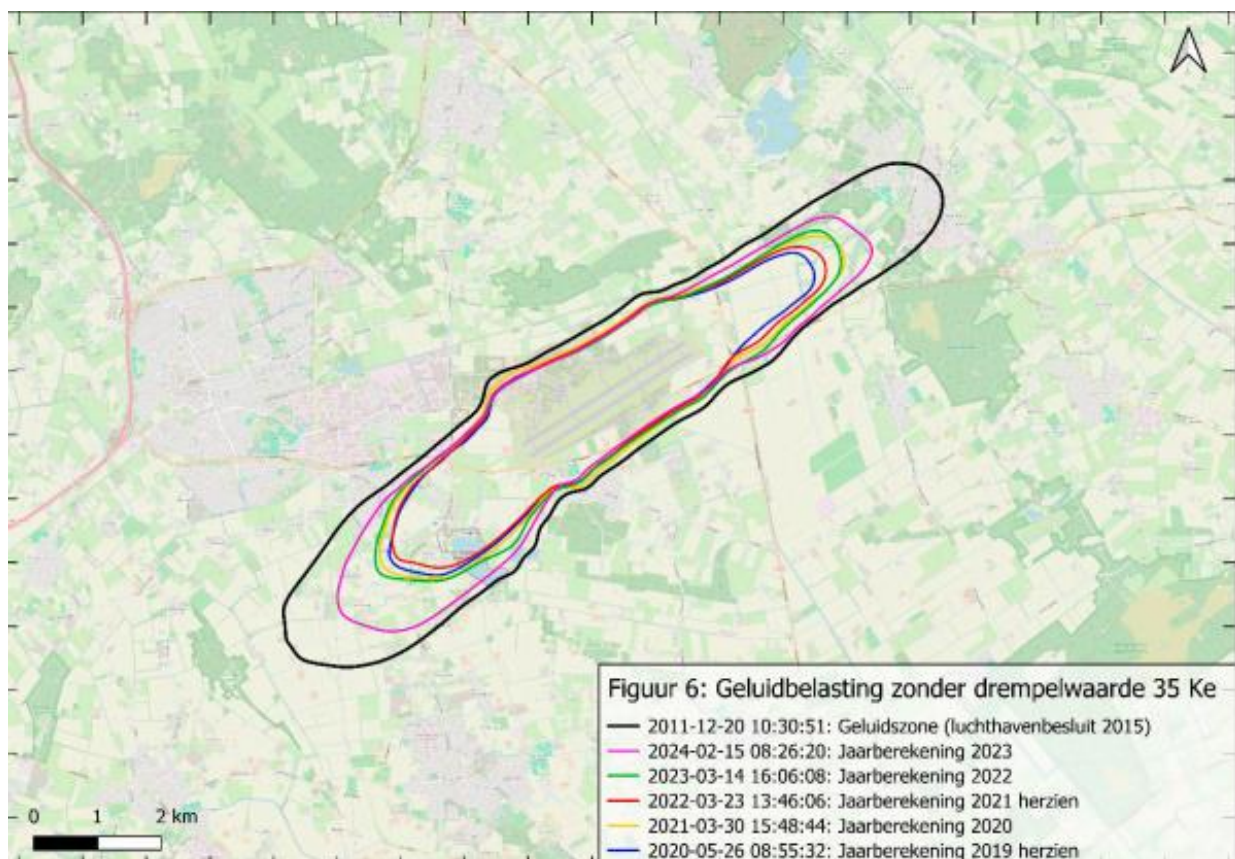 Figuur 6: Geluidbelasting zonder drempelwaarde 35 Ke
2011-12-20 10:30:51: Geluidszone (luchthavenbesluit 2015)
2024-02-15 08:26:20: Jaarberekening 2023
2023-03-14 16:06:08: Jaarberekening 2022
2022-03-23 13:46:06: Jaarberekening 2021 herzien
2021-03-30 15:48:44: Jaarberekening 2020
2020-05-26 08:55:32: Jaarberekening 2019 herzien
0 1 2 km